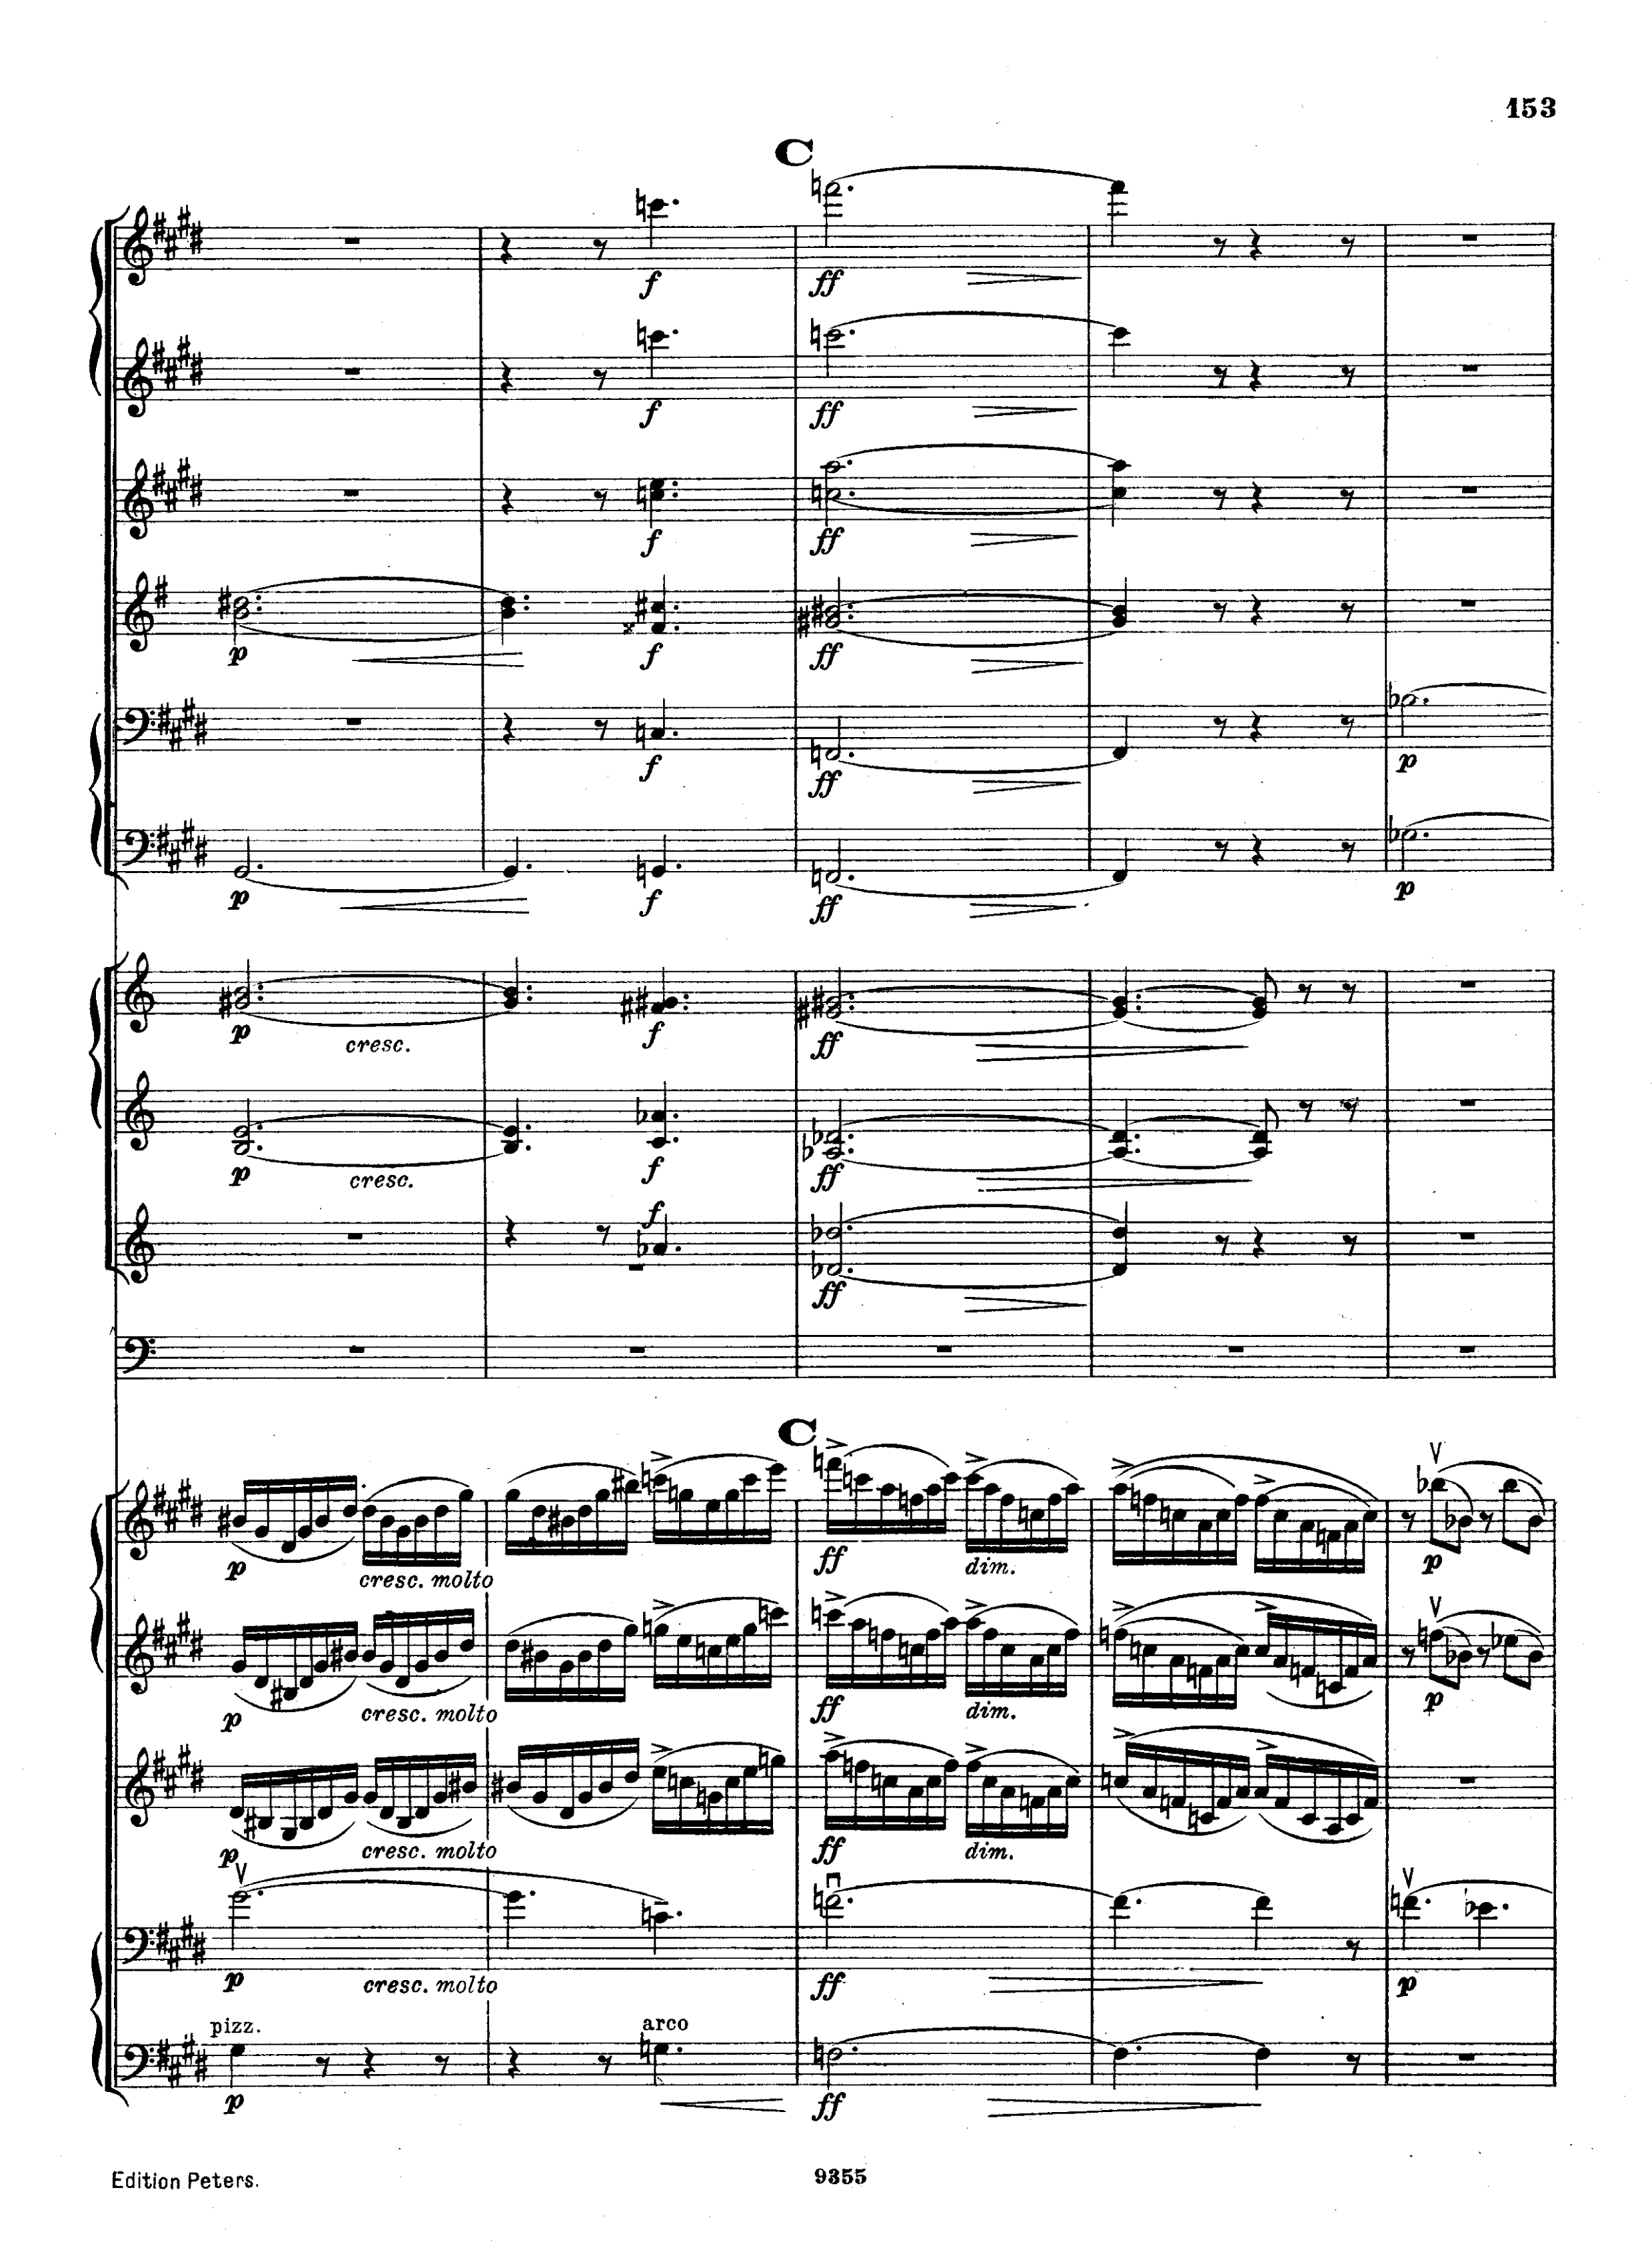 153
C
f ff
f ff
f ff
p f ff
f ff p
p f ff p
p cresc. f ff
p cresc. f ff
f ff
C
p cresc. molto ff dim. p
p cresc. molto ff dim. p
p cresc. molto ff dim.
p cresc. molto ff p
pizz. arco
p ff
Edition Peters. 9355